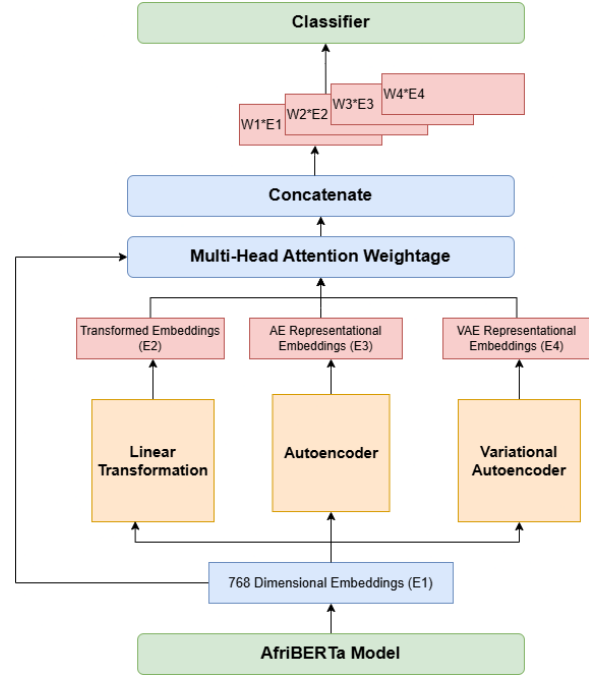 Classifier
W1*E1
W2*E2
W3*E3
W4*E4
Concatenate
Multi-Head Attention Weightage
Transformed Embeddings
(E2)
AE Representational
Embeddings (E3)
VAE Representational
Embeddings (E4)
Linear
Transformation
Autoencoder
Variational
Autoencoder
768 Dimensional Embeddings (E1)
AfriBERTa Model